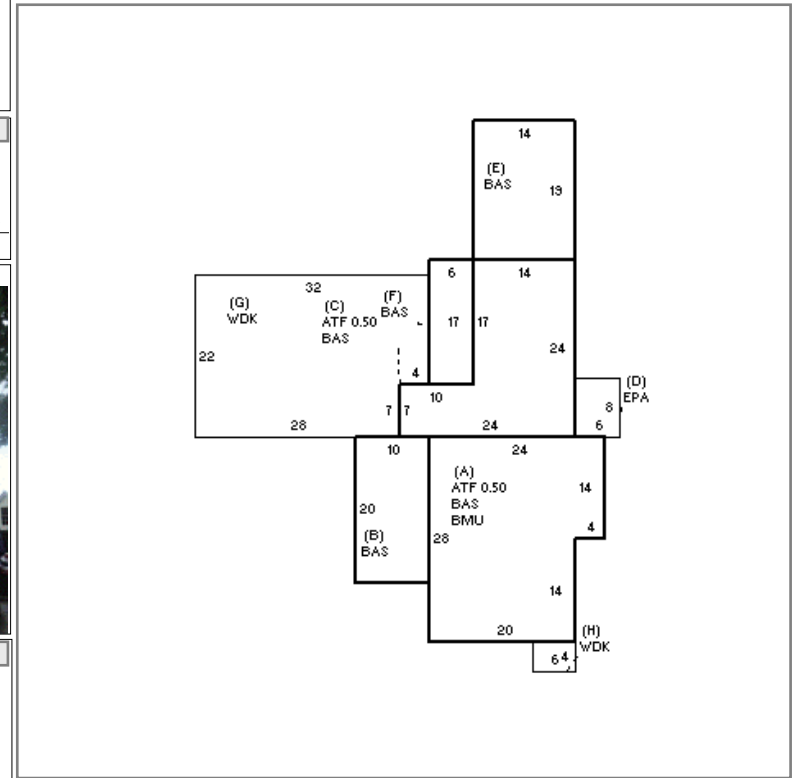 14
(E)
BAS
19
6
14
32
(G)
WDK
(C)
ATF 0.50
BAS
(F)
BAS
17
17
22
24
4
10
(D)
EPA
8
7
7
28
24
6
10
24
(A)
ATF 0.50
BAS
BMU
14
20
4
(B)
BAS
28
14
20
(H)
WDK
6
4